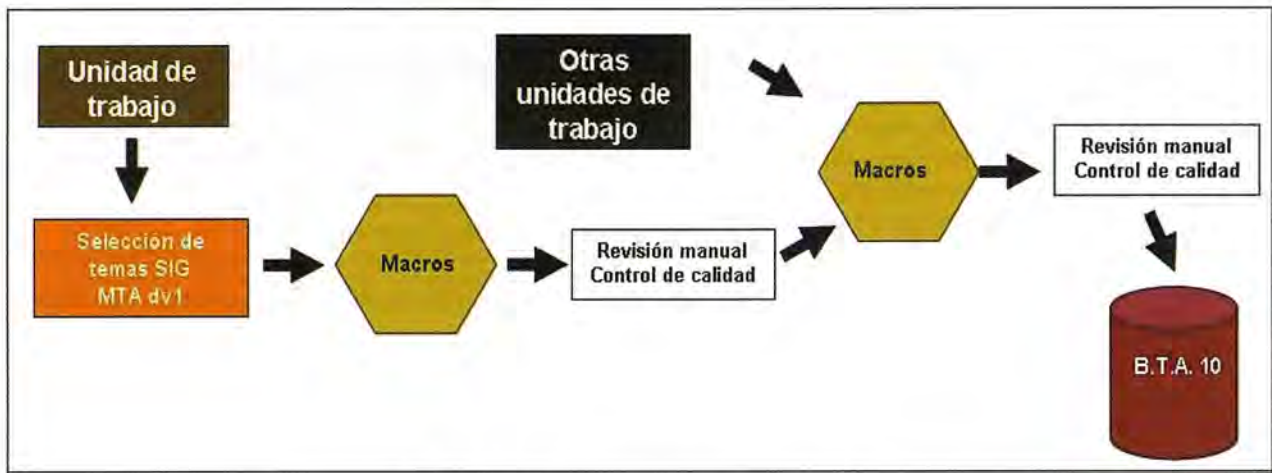 Unidad de
trabajo
Selección de
temas SIG
MTA dv1
Macros
Revisión manual
Control de calidad
Otras
unidades de
trabajo
Macros
Revisión manual
Control de calidad
B.T.A. 10